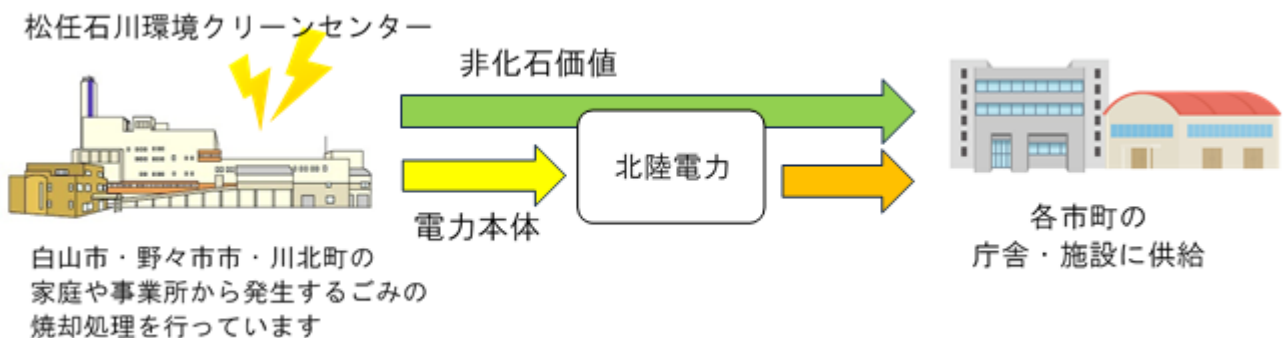 松任石川環境クリーンセンター
非化石価値
北陸電力
電力本体
白山市・野々市市・川北町の
家庭や事業所から発生するごみの
焼却処理を行っています
各市町の
庁舎・施設に供給